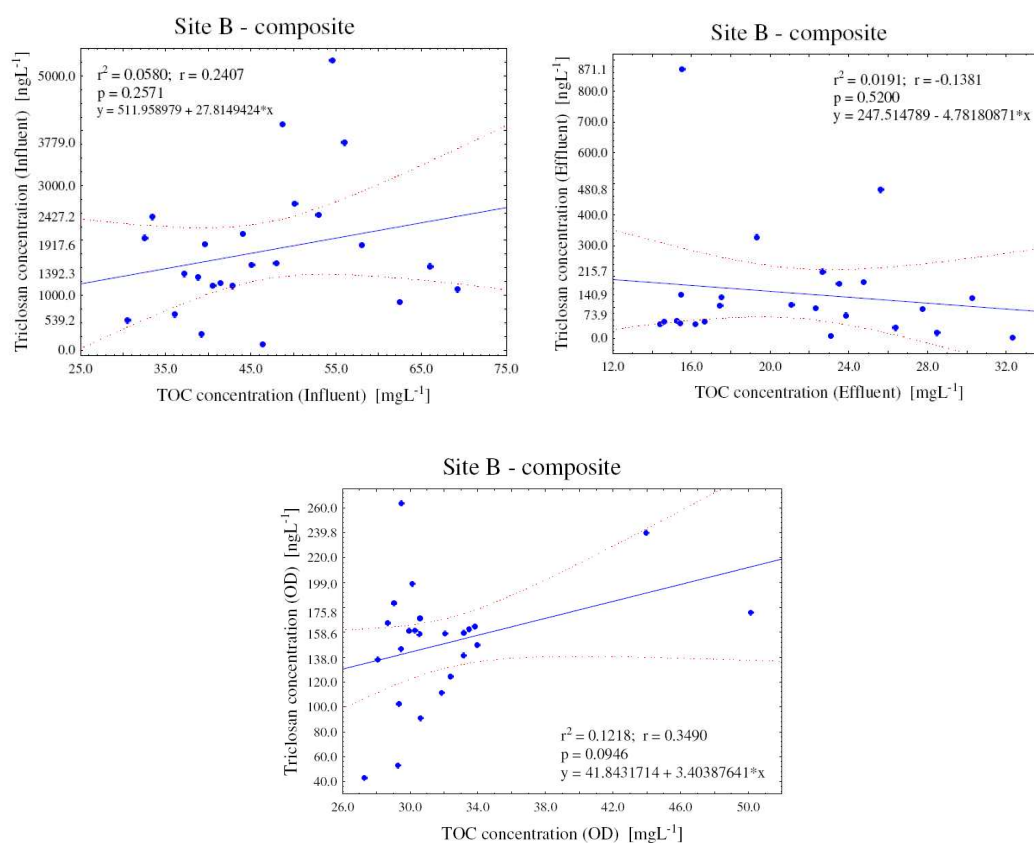 Site B - composite
r² = 0.0580; r = 0.2407
p = 0.2571
y = 511.958979 + 27.8149424*x
Triclosan concentration (Influent) [ngL⁻¹]
5000.0
3779.0
3000.0
2427.2
1917.6
1392.3
1000.0
539.2
0.0
25.0 35.0 45.0 55.0 65.0 75.0
TOC concentration (Influent) [mgL⁻¹]
Site B - composite
r² = 0.0191; r = -0.1381
p = 0.5200
y = 247.514789 - 4.78180871*x
Triclosan concentration (Effluent) [ngL⁻¹]
871.1
800.0
700.0
600.0
480.8
400.0
300.0
215.7
140.9
73.9
0.0
12.0 16.0 20.0 24.0 28.0 32.0
TOC concentration (Effluent) [mgL⁻¹]
Site B - composite
Triclosan concentration (OD) [ngL⁻¹]
260.0
239.8
220.0
199.0
175.8
158.6
138.0
120.0
100.0
80.0
60.0
40.0
r² = 0.1218; r = 0.3490
p = 0.0946
y = 41.8431714 + 3.40387641*x
26.0 30.0 34.0 38.0 42.0 46.0 50.0
TOC concentration (OD) [mgL⁻¹]